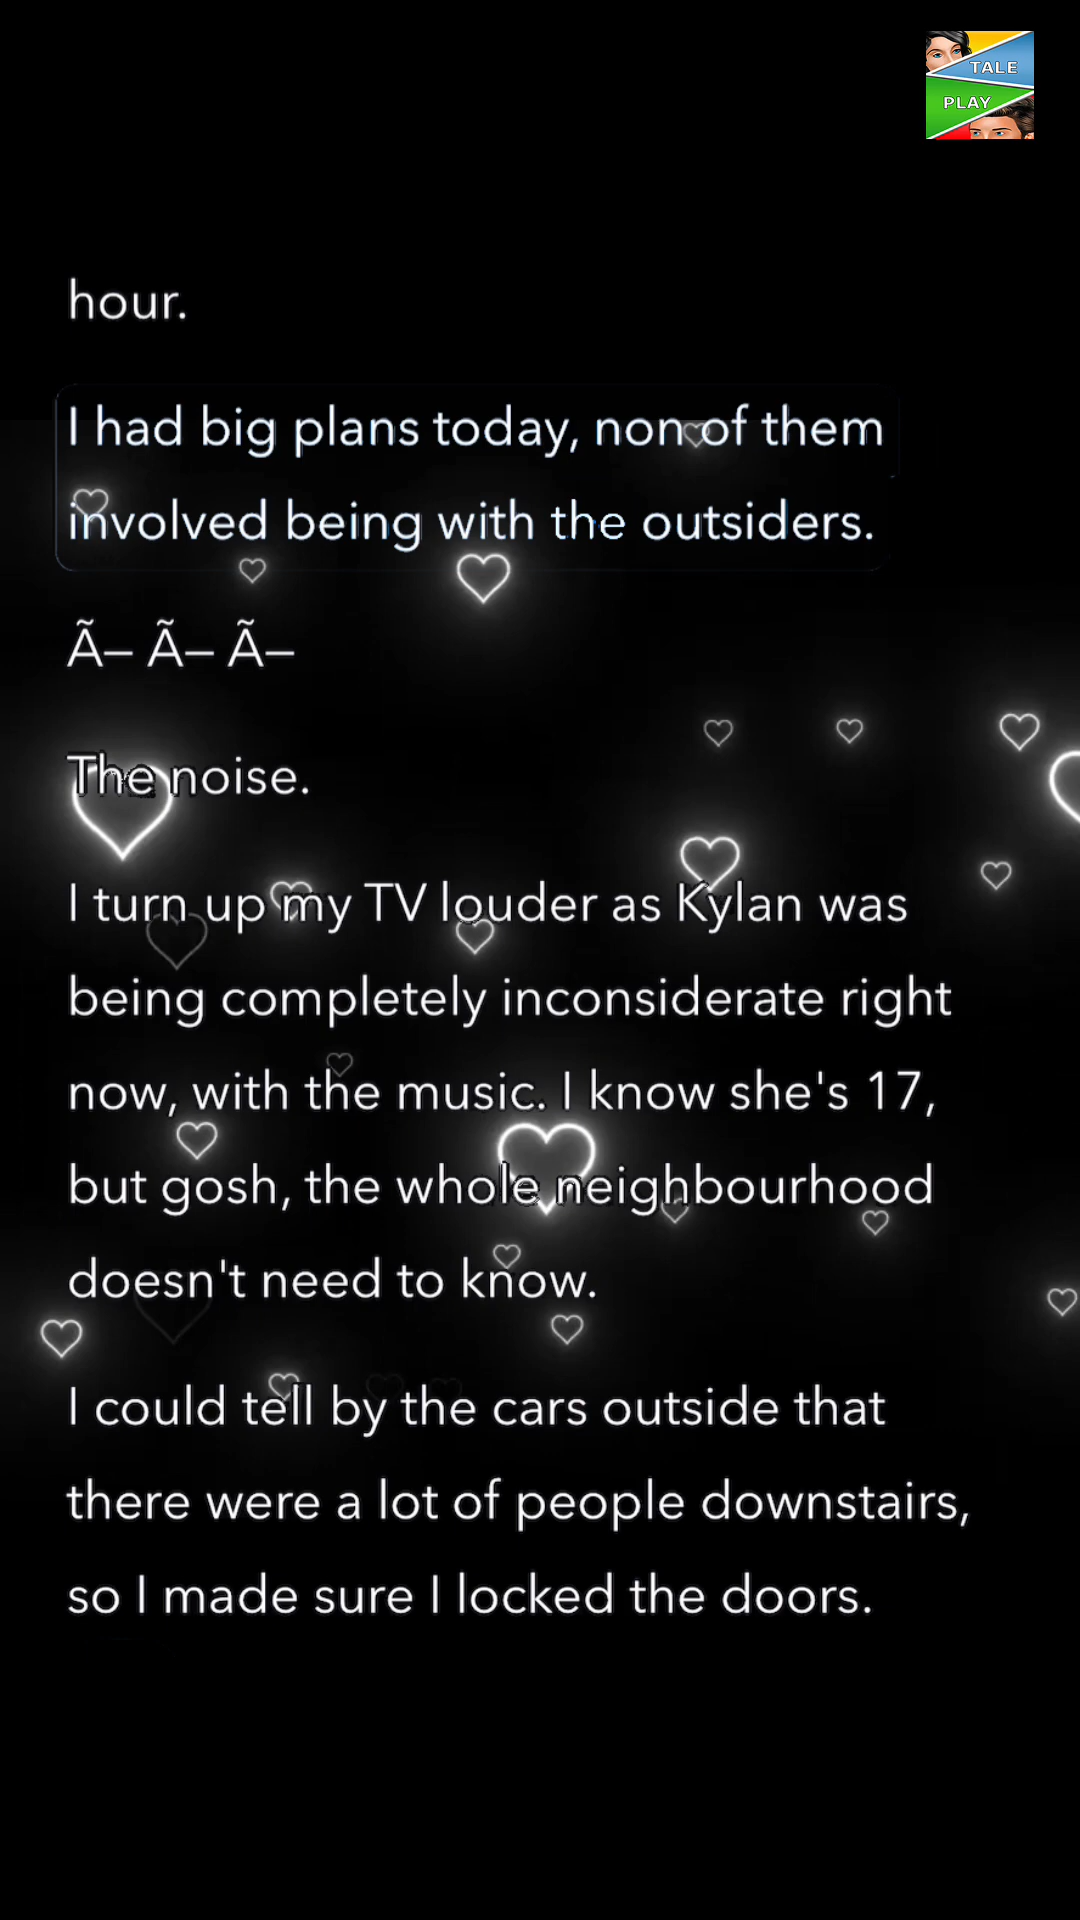 TALE
PLAY
hour.
I had big plans today, non of them
involved being with the outsiders.
Ã— Ã— Ã—
The noise.
I turn up my TV louder as Kylan was
being completely inconsiderate right
now, with the music. I know she's 17,
but gosh, the whole neighbourhood
doesn't need to know.
I could tell by the cars outside that
there were a lot of people downstairs,
so I made sure I locked the doors.